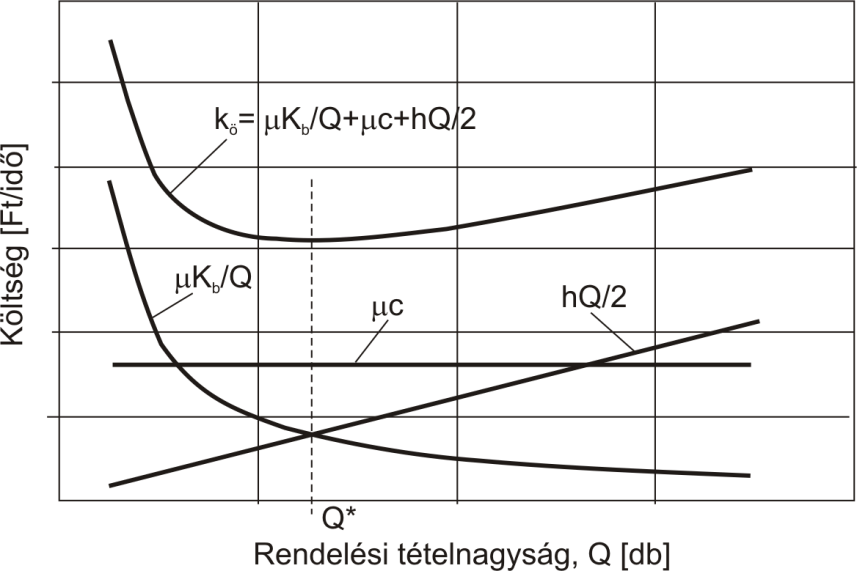 kö= μKb/Q+μc+hQ/2
μKb/Q
μc
hQ/2
Költség [Ft/idő]
Q*
Rendelési tételnagyság, Q [db]